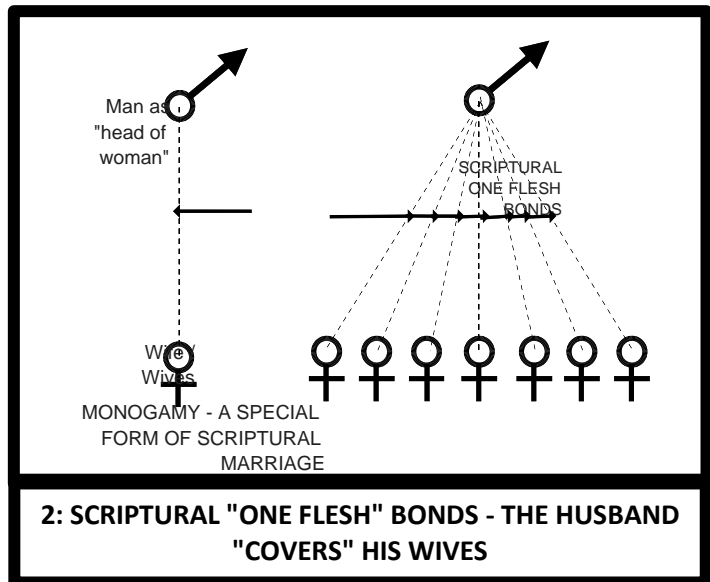 Man as
"head of
woman"
SCRIPTURAL
ONE FLESH
BONDS
Wife /
Wives
MONOGAMY - A SPECIAL
FORM OF SCRIPTURAL
MARRIAGE
2: SCRIPTURAL "ONE FLESH" BONDS - THE HUSBAND
"COVERS" HIS WIVES